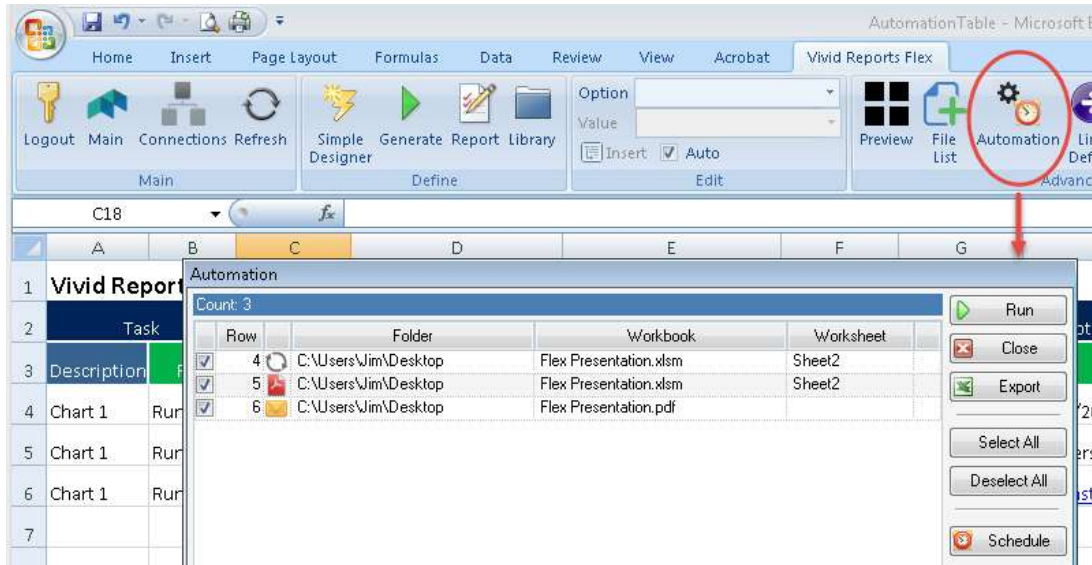 AutomationTable - Microsoft
Home Insert Page Layout Formulas Data Review View Acrobat Vivid Reports Flex
Logout Main Connections Refresh Simple Designer Generate Report Library Option Value Insert Auto Preview File List Automation
Main Define Edit
C18 fx
A B C D E F G
1 Vivid Report
Automation
Count: 3
Run
2 Task
Row Folder Workbook Worksheet
Close
3 Description
4 C:\Users\Jim\Desktop Flex Presentation.xlsm Sheet2
5 C:\Users\Jim\Desktop Flex Presentation.xlsm Sheet2
Export
6 C:\Users\Jim\Desktop Flex Presentation.pdf
4 Chart 1 Run
Select All
5 Chart 1 Run
Deselect All
6 Chart 1 Run
7
Schedule